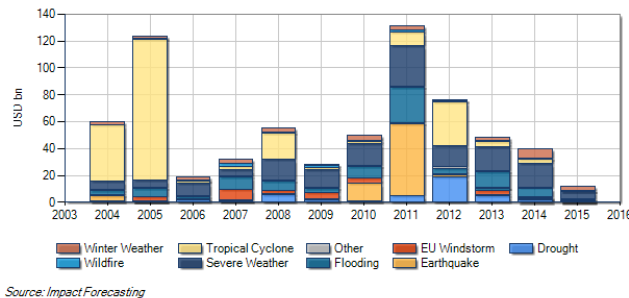 140
120
100
80
60
40
20
0
USD bn
2003 2004 2005 2006 2007 2008 2009 2010 2011 2012 2013 2014 2015 2016
Winter Weather Tropical Cyclone Other EU Windstorm Drought
Wildfire Severe Weather Flooding Earthquake
Source: Impact Forecasting